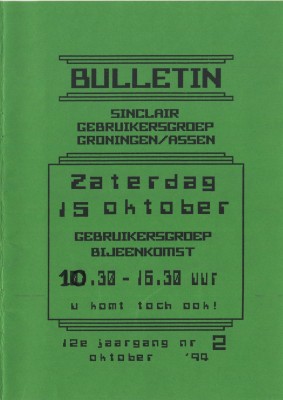 BULLETIN
SINCLAIR
GEBRUIKERSGROEP
GRONINGEN/ASSEN
Zaterdag
15 oktober
GEBRUIKERSGROEP
BIJEENKOMST
10.30-16.30 uur
u komt toch ook!
12e jaargang nr 2
oktober '94